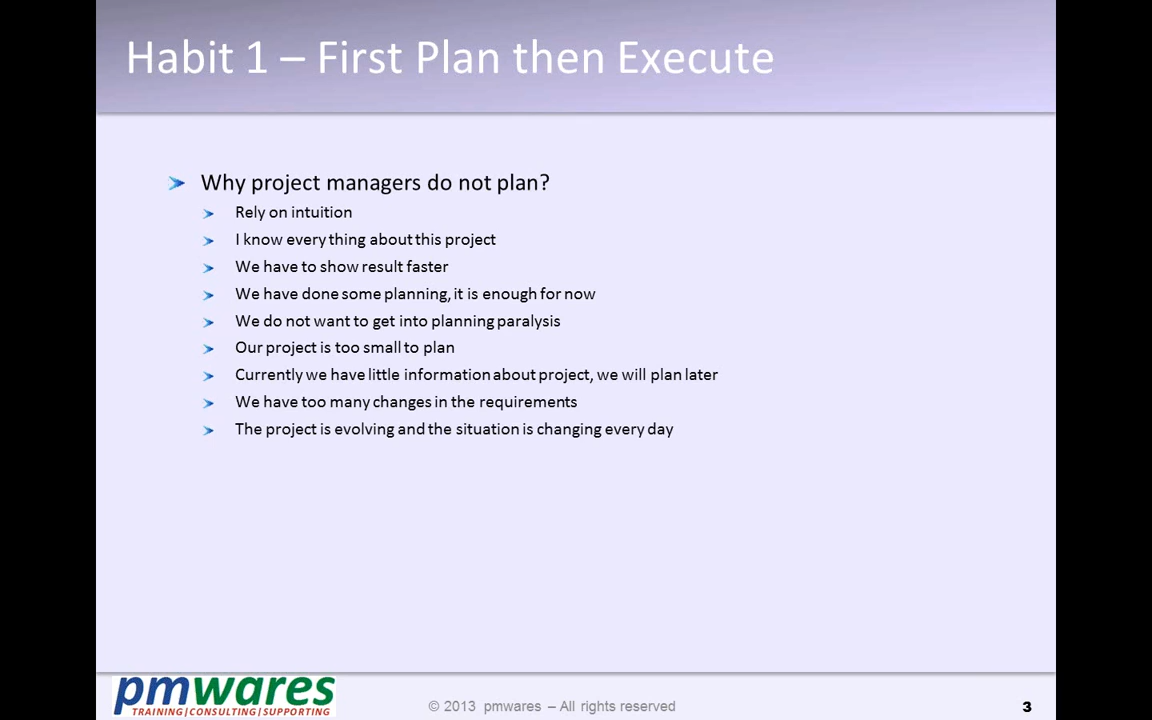 Habit 1 – First Plan then Execute
Why project managers do not plan?
Rely on intuition
I know every thing about this project
We have to show result faster
We have done some planning, it is enough for now
We do not want to get into planning paralysis
Our project is too small to plan
Currently we have little information about project, we will plan later
We have too many changes in the requirements
The project is evolving and the situation is changing every day
pmwares
TRAINING|CONSULTING|SUPPORTING
© 2013 pmwares – All rights reserved
3